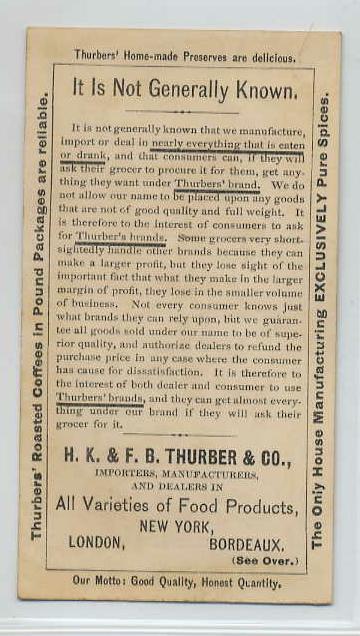 Thurbers' Home-made Preserves are delicious.
Thurbers' Roasted Coffees in Pound Packages are reliable.
It Is Not Generally Known.
It is not generally known that we manufacture,
import or deal in nearly everything that is eaten
or drank, and that consumers can, if they will
ask their grocer to procure it for them, get any-
thing they want under Thurbers' brand. We do
not allow our name to be placed upon any goods
that are not of good quality and full weight. It
is therefore to the interest of consumers to ask
for Thurber's brands. Some grocers very short-
sightedly handle other brands because they can
make a larger profit, but they lose sight of the
important fact that what they make in the larger
margin of profit, they lose in the smaller volume
of business. Not every consumer knows just
what brands they can rely upon, but we guaran-
tee all goods sold under our name to be of supe-
rior quality, and authorize dealers to refund the
purchase price in any case where the consumer
has cause for dissatisfaction. It is therefore to
the interest of both dealer and consumer to use
Thurbers' brands, and they can get almost every-
thing under our brand if they will ask their
grocer for it.
H. K. & F. B. THURBER & CO.,
IMPORTERS, MANUFACTURERS,
AND DEALERS IN
All Varieties of Food Products,
NEW YORK,
LONDON, BORDEAUX.
(See Over.)
The Only House Manufacturing EXCLUSIVELY Pure Spices.
Our Motto: Good Quality, Honest Quantity.